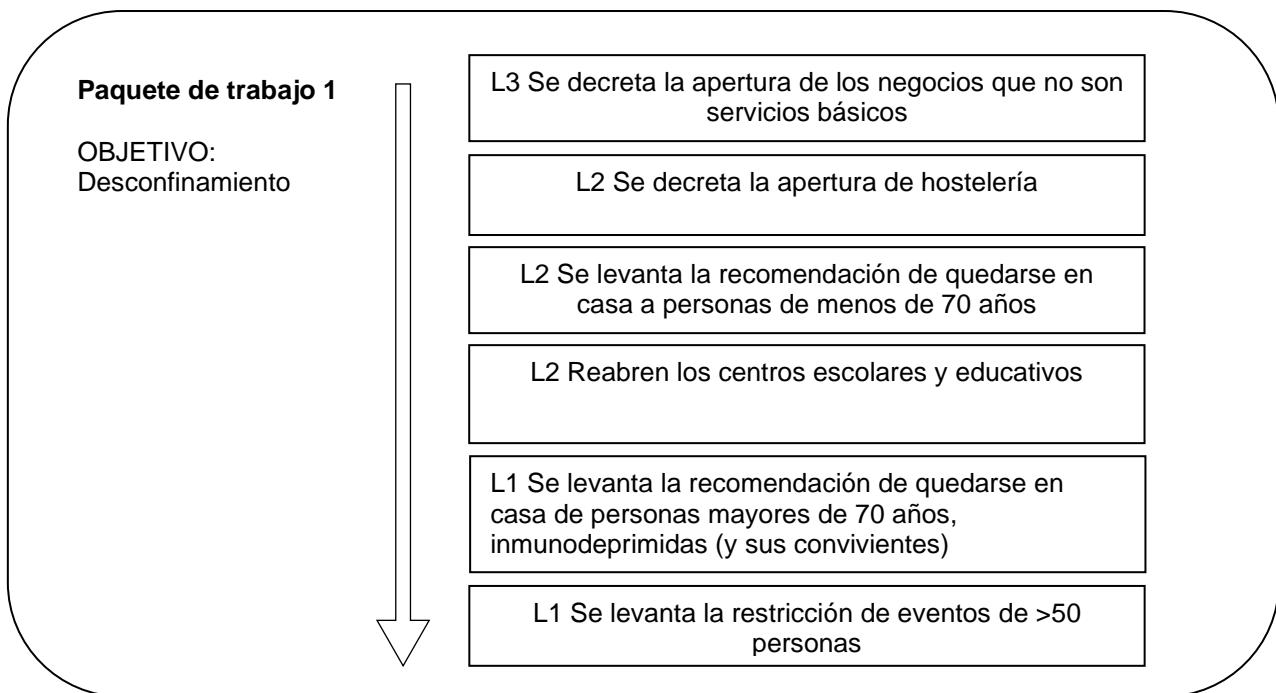 Paquete de trabajo 1
OBJETIVO:
Desconfinamiento
L3 Se decreta la apertura de los negocios que no son
servicios básicos
L2 Se decreta la apertura de hostelería
L2 Se levanta la recomendación de quedarse en
casa a personas de menos de 70 años
L2 Reabren los centros escolares y educativos
L1 Se levanta la recomendación de quedarse en
casa de personas mayores de 70 años,
inmunodeprimidas (y sus convivientes)
L1 Se levanta la restricción de eventos de >50
personas